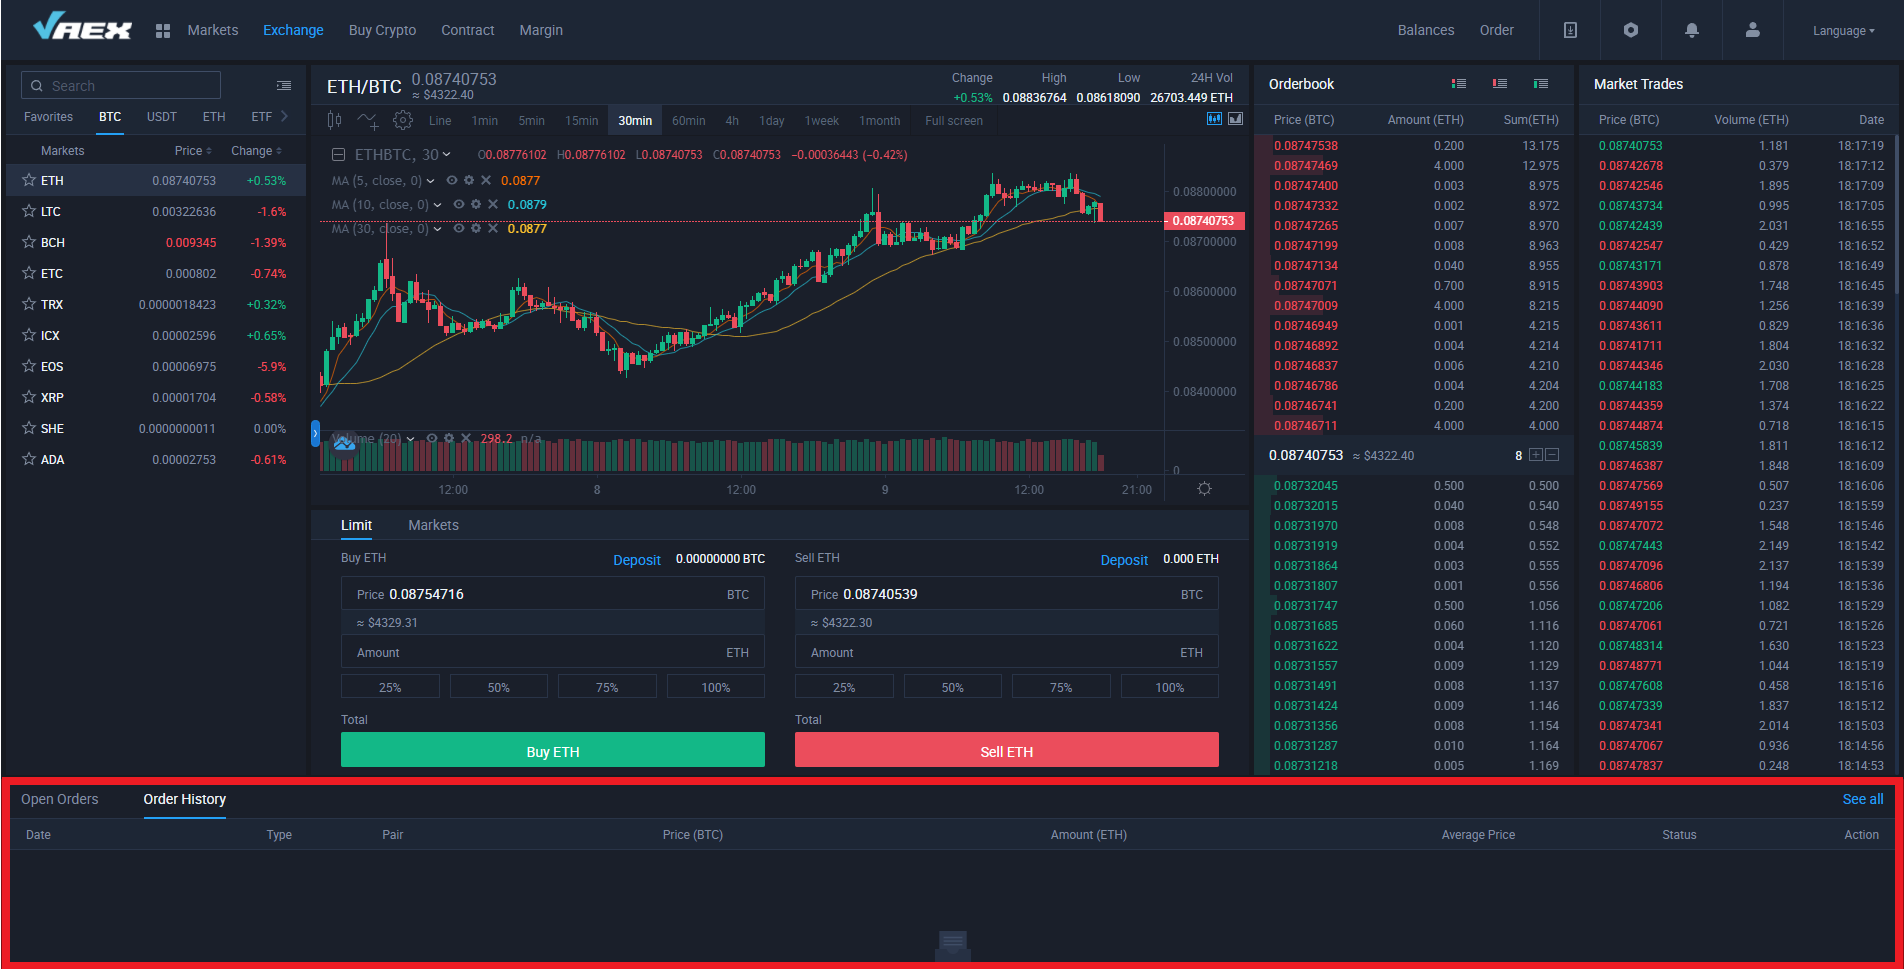 VAEX Markets Exchange Buy Crypto Contract Margin Balances Order Language
Search
Favorites BTC USDT ETH ETF
Markets Price Change
ETH 0.08740753 +0.53%
LTC 0.00322636 -1.6%
BCH 0.009345 -1.39%
ETC 0.000802 -0.74%
TRX 0.0000018423 +0.32%
ICX 0.00002596 +0.65%
EOS 0.00006975 -5.9%
XRP 0.00001704 -0.58%
SHE 0.0000000011 0.00%
ADA 0.00002753 -0.61%
ETH/BTC 0.08740753
≈ $4322.40
Change High Low 24H Vol
+0.53% 0.08836764 0.08618090 26703.449 ETH
Line 1min 5min 15min 30min 60min 4h 1day 1week 1month Full screen
ETHBTC, 30 O0.08776102 H0.08776102 L0.08740753 C0.08740753 −0.00036443 (−0.42%)
MA (5, close, 0) 0.0877
MA (10, close, 0) 0.0879
MA (30, close, 0) 0.0877
0.08800000
0.08740753
0.08700000
0.08600000
0.08500000
0.08400000
Volume (20) 298.2 n/a
0
12:00 8 12:00 9 12:00 21:00
Limit Markets
Buy ETH Deposit 0.00000000 BTC
Price 0.08754716 BTC
≈ $4329.31
Amount ETH
25% 50% 75% 100%
Total
Buy ETH
Sell ETH Deposit 0.000 ETH
Price 0.08740539 BTC
≈ $4322.30
Amount ETH
25% 50% 75% 100%
Total
Sell ETH
Orderbook
Price (BTC) Amount (ETH) Sum(ETH)
0.08747538 0.200 13.175
0.08747469 4.000 12.975
0.08747400 0.003 8.975
0.08747332 0.002 8.972
0.08747265 0.007 8.970
0.08747199 0.008 8.963
0.08747134 0.040 8.955
0.08747071 0.700 8.915
0.08747009 4.000 8.215
0.08746949 0.001 4.215
0.08746892 0.004 4.214
0.08746837 0.006 4.210
0.08746786 0.004 4.204
0.08746741 0.200 4.200
0.08746711 4.000 4.000
0.08740753 ≈ $4322.40 8
0.08732045 0.500 0.500
0.08732015 0.040 0.540
0.08731970 0.008 0.548
0.08731919 0.004 0.552
0.08731864 0.003 0.555
0.08731807 0.001 0.556
0.08731747 0.500 1.056
0.08731685 0.060 1.116
0.08731622 0.004 1.120
0.08731557 0.009 1.129
0.08731491 0.008 1.137
0.08731424 0.009 1.146
0.08731356 0.008 1.154
0.08731287 0.010 1.164
0.08731218 0.005 1.169
Market Trades
Price (BTC) Volume (ETH) Date
0.08740753 1.181 18:17:19
0.08742678 0.379 18:17:12
0.08742546 1.895 18:17:09
0.08743734 0.995 18:17:05
0.08742439 2.031 18:16:55
0.08742547 0.429 18:16:52
0.08743171 0.878 18:16:49
0.08743903 1.748 18:16:45
0.08744090 1.256 18:16:39
0.08743611 0.829 18:16:36
0.08741711 1.804 18:16:32
0.08744346 2.030 18:16:28
0.08744183 1.708 18:16:25
0.08744359 1.374 18:16:22
0.08744874 0.718 18:16:15
0.08745839 1.811 18:16:12
0.08746387 1.848 18:16:09
0.08747569 0.507 18:16:06
0.08749155 0.237 18:15:59
0.08747072 1.548 18:15:46
0.08747443 2.149 18:15:42
0.08747096 2.137 18:15:39
0.08746806 1.194 18:15:36
0.08747206 1.082 18:15:29
0.08747061 0.721 18:15:26
0.08748314 1.630 18:15:23
0.08748771 1.044 18:15:19
0.08747608 0.458 18:15:16
0.08747339 1.837 18:15:12
0.08747341 2.014 18:15:03
0.08747067 0.936 18:14:56
0.08747837 0.248 18:14:53
Open Orders Order History See all
Date Type Pair Price (BTC) Amount (ETH) Average Price Status Action